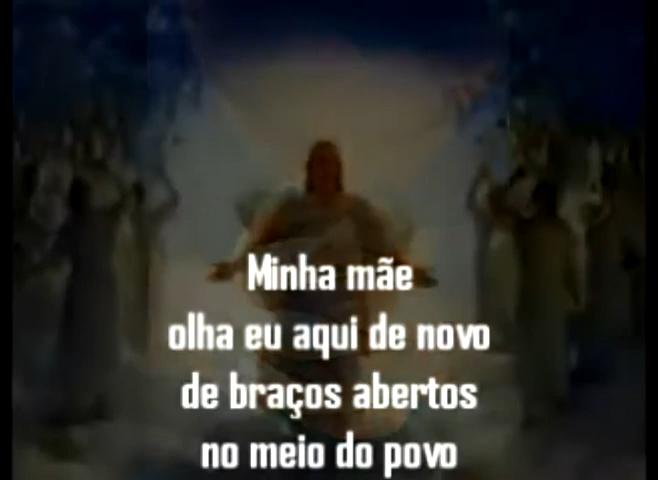 Minha mãe
olha eu aqui de novo
de braços abertos
no meio do povo